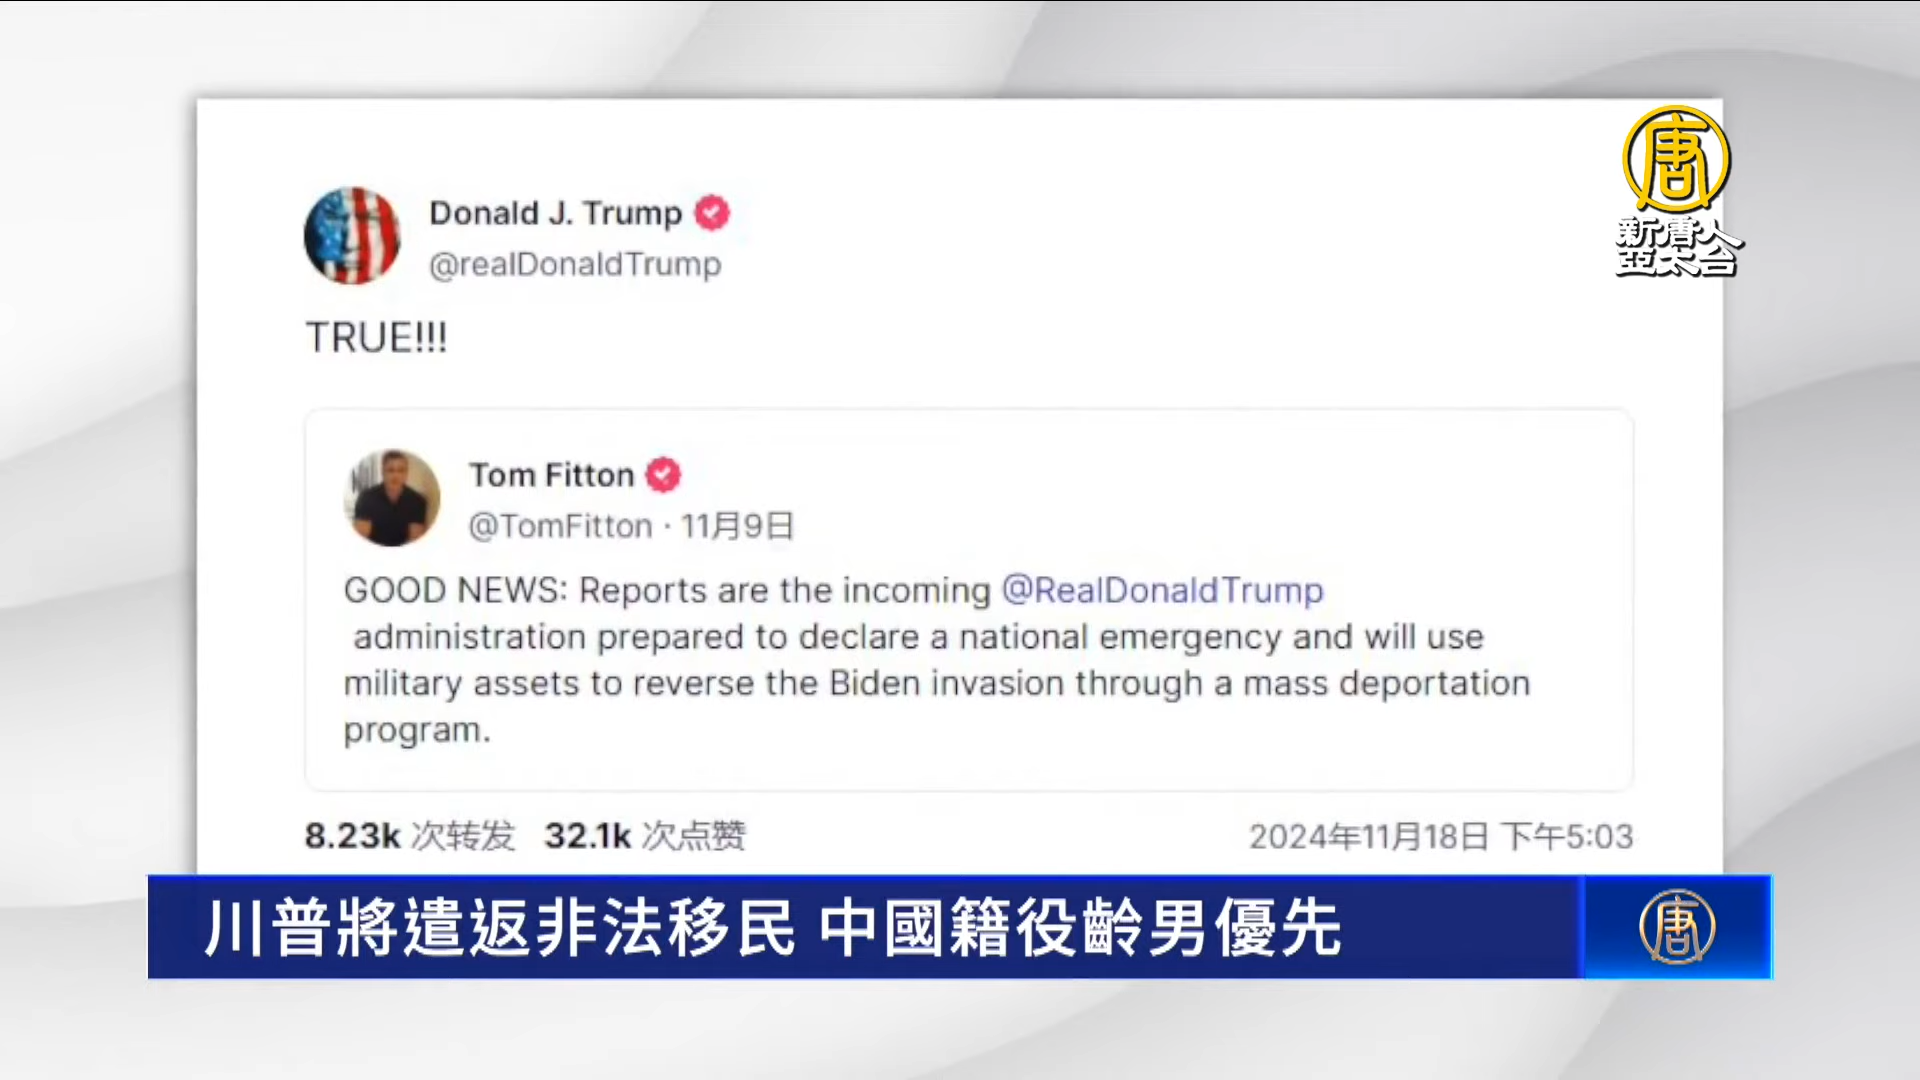 唐
新唐人
亞太台
Donald J. Trump
@realDonaldTrump
TRUE!!!
Tom Fitton
@TomFitton · 11月9日
GOOD NEWS: Reports are the incoming @RealDonaldTrump
administration prepared to declare a national emergency and will use
military assets to reverse the Biden invasion through a mass deportation
program.
8.23k 次转发 32.1k 次点赞
2024年11月18日 下午5:03
川普將遣返非法移民 中國籍役齡男優先
唐